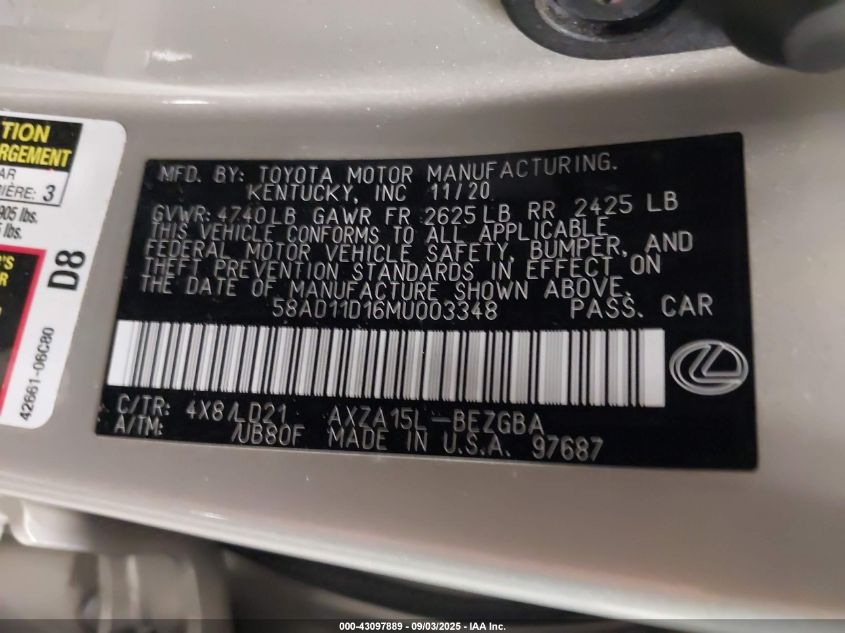 TION
RGEMENT
AR
RIÈRE: 3
905 lbs.
lbs.
'S
R
D8
42661-06C80
MFD. BY: TOYOTA MOTOR MANUFACTURING.
KENTUCKY, INC 11/20
GVWR: 4740LB GAWR FR 2625LB RR 2425 LB
THIS VEHICLE CONFORMS TO ALL APPLICABLE
FEDERAL MOTOR VEHICLE SAFETY, BUMPER, AND
THEFT PREVENTION STANDARDS IN EFFECT ON
THE DATE OF MANUFACTURE SHOWN ABOVE.
58AD11D16MU003348 PASS. CAR
C/TR: 4X8/LD21 AXZA15L-BEZGBA
A/TM: /UB80F MADE IN U.S.A. 97687
000-43097889 - 09/03/2025 - IAA Inc.